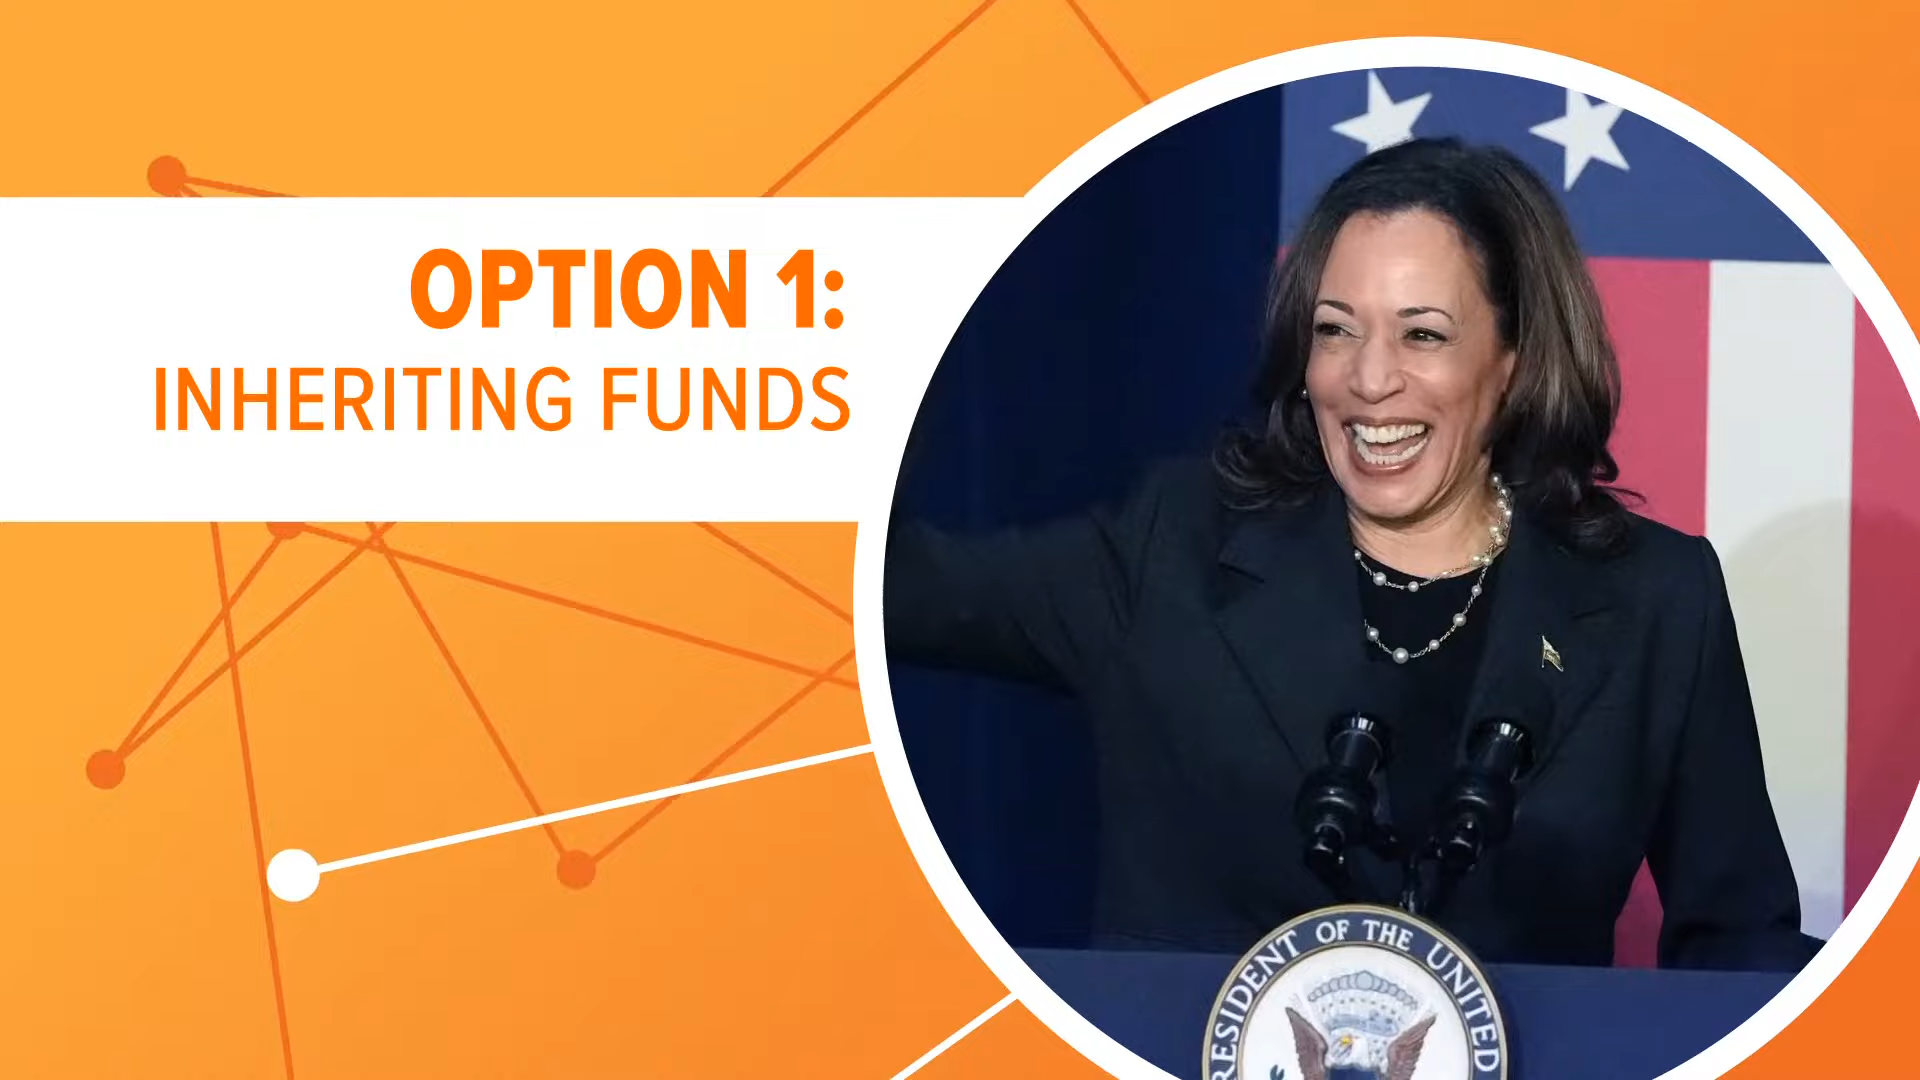 OPTION 1:
INHERITING FUNDS
RESIDENT OF THE UNITED